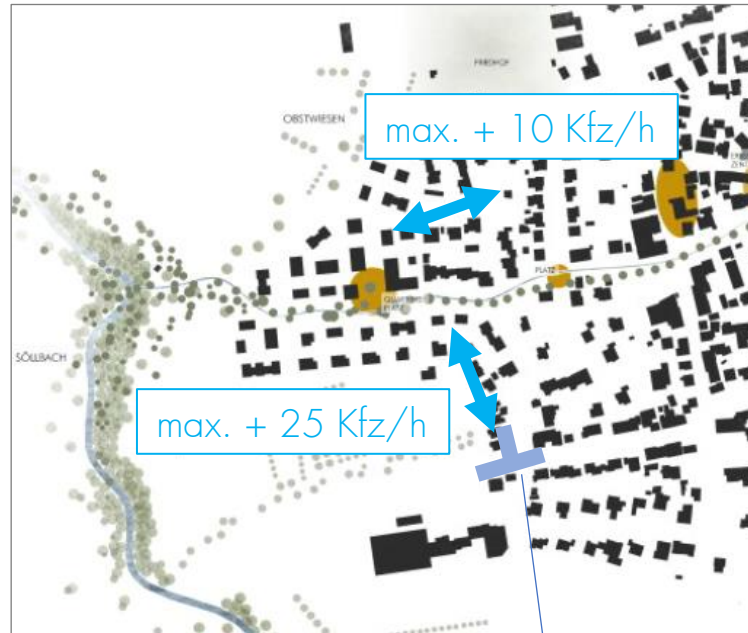 FRIEDHOF
OBSTWIESEN
max. + 10 Kfz/h
PLATZ
SÖLLBACH
max. + 25 Kfz/h